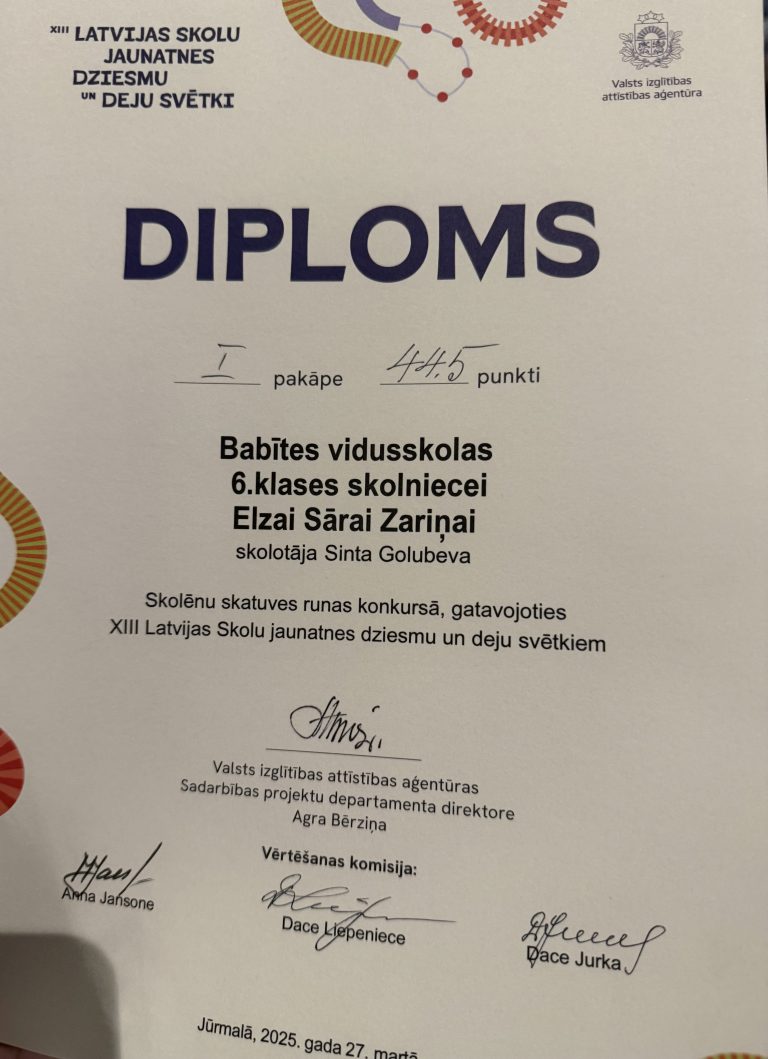 XIII LATVIJAS SKOLU
JAUNATNES
DZIESMU
UN DEJU SVĒTKI
Valsts izglītības
attīstības aģentūra
DIPLOMS
I pakāpe 44.5 punkti
Babītes vidusskolas
6.klases skolniecei
Elzai Sārai Zariņai
skolotāja Sinta Golubeva
Skolēnu skatuves runas konkursā, gatavojoties
XIII Latvijas Skolu jaunatnes dziesmu un deju svētkiem
Valsts izglītības attīstības aģentūras
Sadarbības projektu departamenta direktore
Agra Bērziņa
Vērtēšanas komisija:
Anna Jansone
Dace Liepeniece
Dace Jurka
Jūrmalā, 2025. gada 27. martā